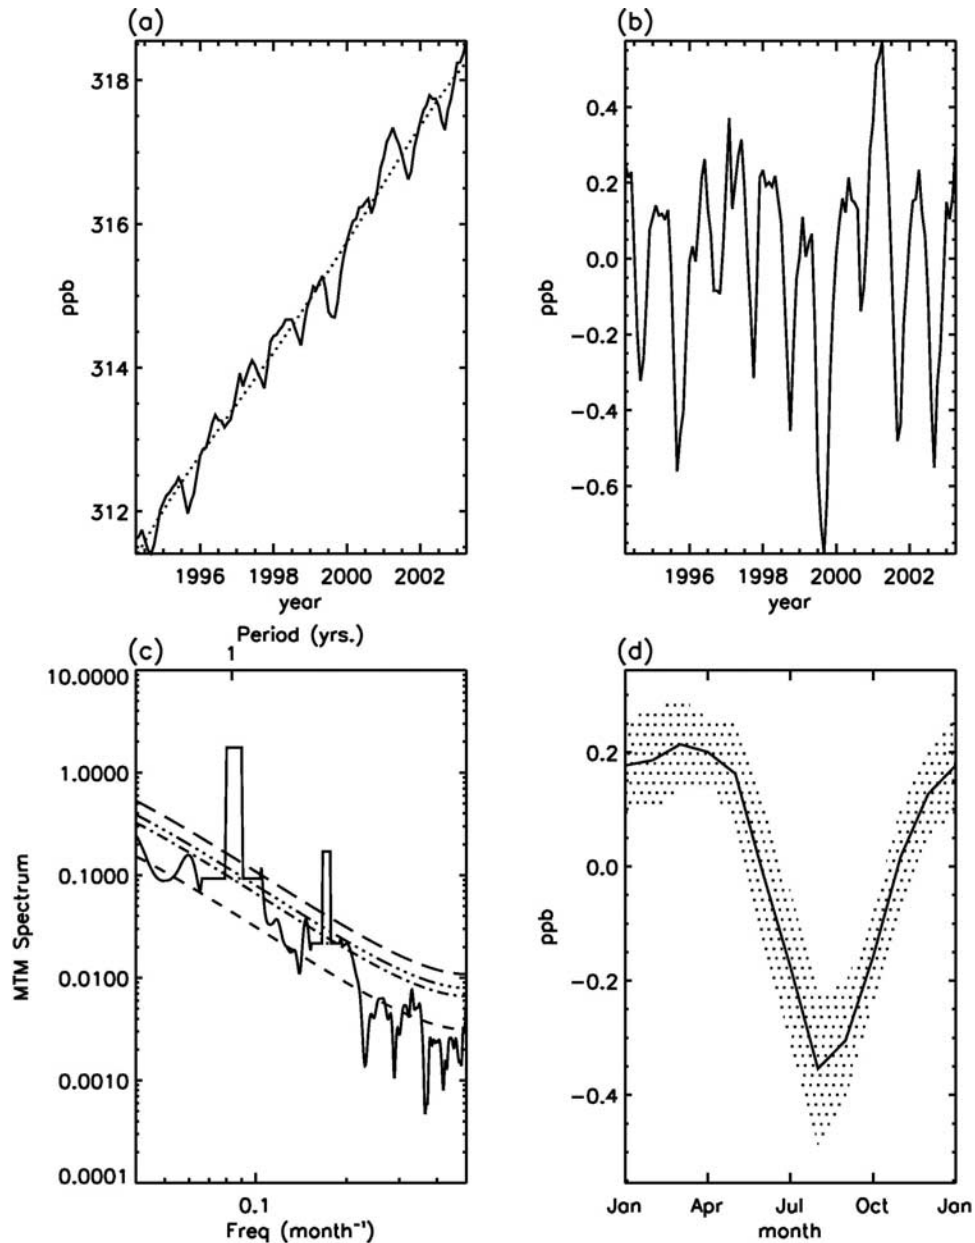 (a)
318
316
314
312
ppb
1996 1998 2000 2002
year
(b)
0.4
0.2
0.0
−0.2
−0.4
−0.6
ppb
1996 1998 2000 2002
year
Period (yrs.)
(c)
1
10.0000
1.0000
0.1000
0.0100
0.0010
0.0001
MTM Spectrum
0.1
Freq (month⁻¹)
(d)
0.2
0.0
−0.2
−0.4
ppb
Jan Apr Jul Oct Jan
month